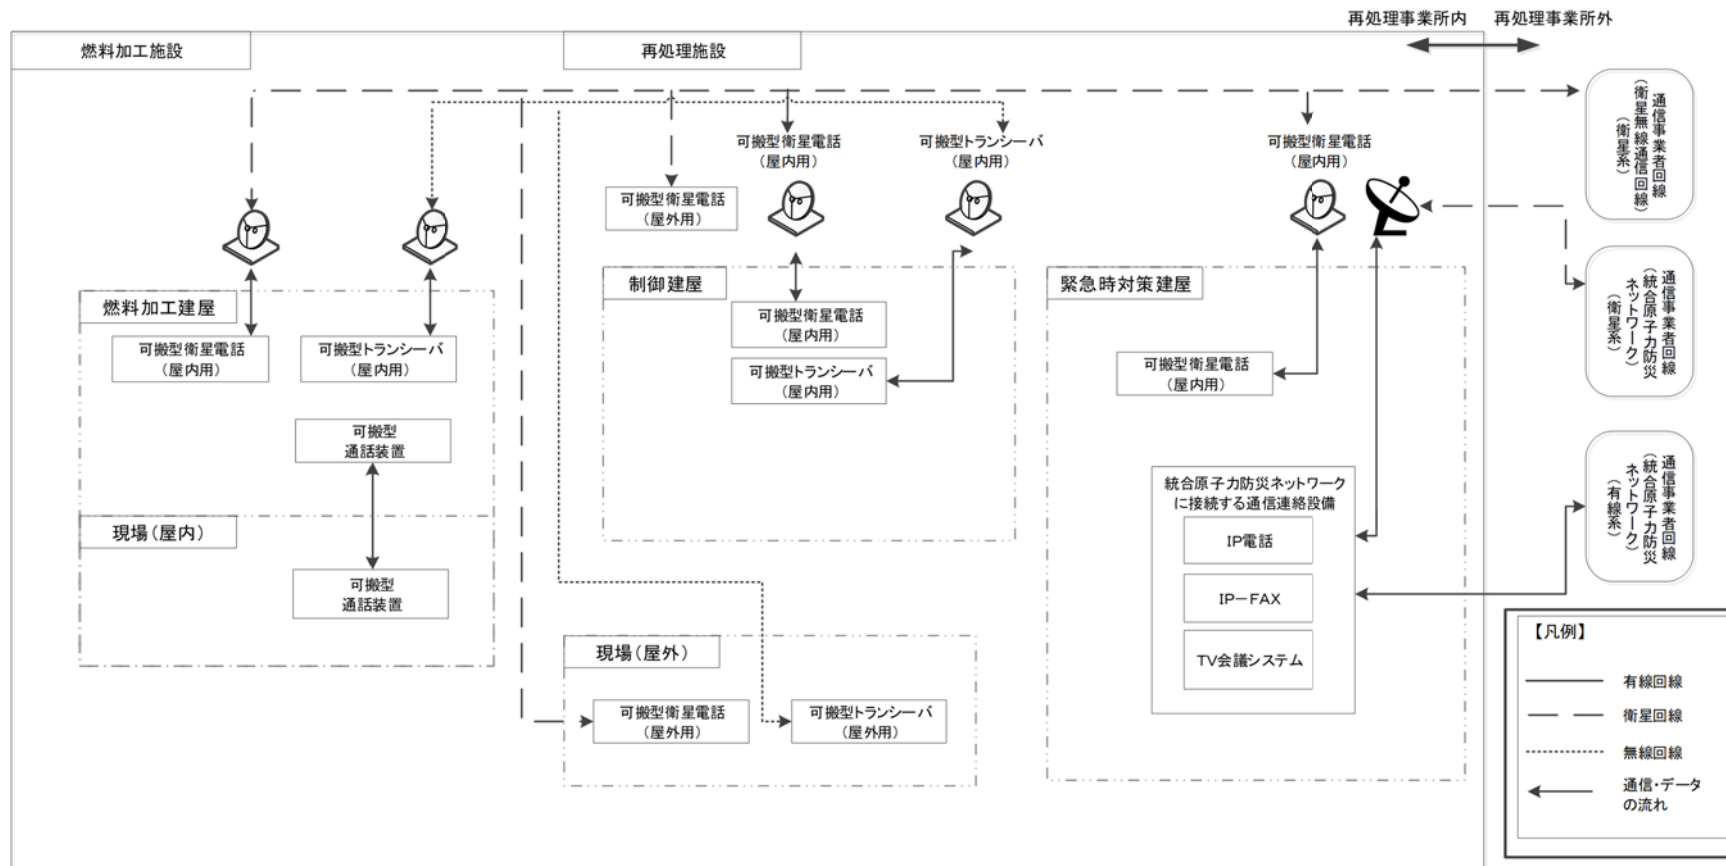 再処理事業所内
再処理事業所外
燃料加工施設
再処理施設
可搬型衛星電話
（屋内用）
可搬型トランシーバ
（屋内用）
可搬型衛星電話
（屋内用）
可搬型衛星電話
（屋外用）
燃料加工建屋
可搬型衛星電話
（屋内用）
可搬型トランシーバ
（屋内用）
可搬型
通話装置
現場（屋内）
可搬型
通話装置
制御建屋
可搬型衛星電話
（屋内用）
可搬型トランシーバ
（屋内用）
現場（屋外）
可搬型衛星電話
（屋外用）
可搬型トランシーバ
（屋外用）
緊急時対策建屋
可搬型衛星電話
（屋内用）
統合原子力防災ネットワーク
に接続する通信連絡設備
IP電話
IP－FAX
TV会議システム
通信事業者回線
（衛星無線通信回線）
（衛星系）
通信事業者回線
（統合原子力防災
ネットワーク）
（衛星系）
通信事業者回線
（統合原子力防災
ネットワーク）
（有線系）
【凡例】
有線回線
衛星回線
無線回線
通信・データ
の流れ